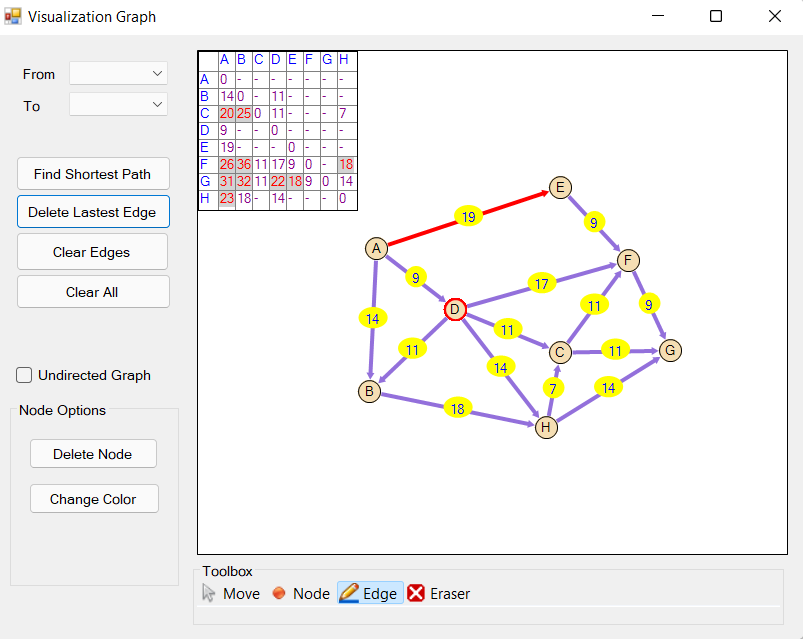 Visualization Graph
From
To
Find Shortest Path
Delete Lastest Edge
Clear Edges
Clear All
Undirected Graph
Node Options
Delete Node
Change Color
A B C D E F G H
A 0 - - - - - - -
B 14 0 - 11 - - - -
C 20 25 0 11 - - - 7
D 9 - - 0 - - - -
E 19 - - - 0 - - -
F 26 36 11 17 9 0 - 18
G 31 32 11 22 18 9 0 14
H 23 18 - 14 - - - 0
E
19
9
A
F
9
17
D
9
14
11
11
11
C
11
G
14
B
7
14
18
H
Toolbox
Move Node Edge Eraser